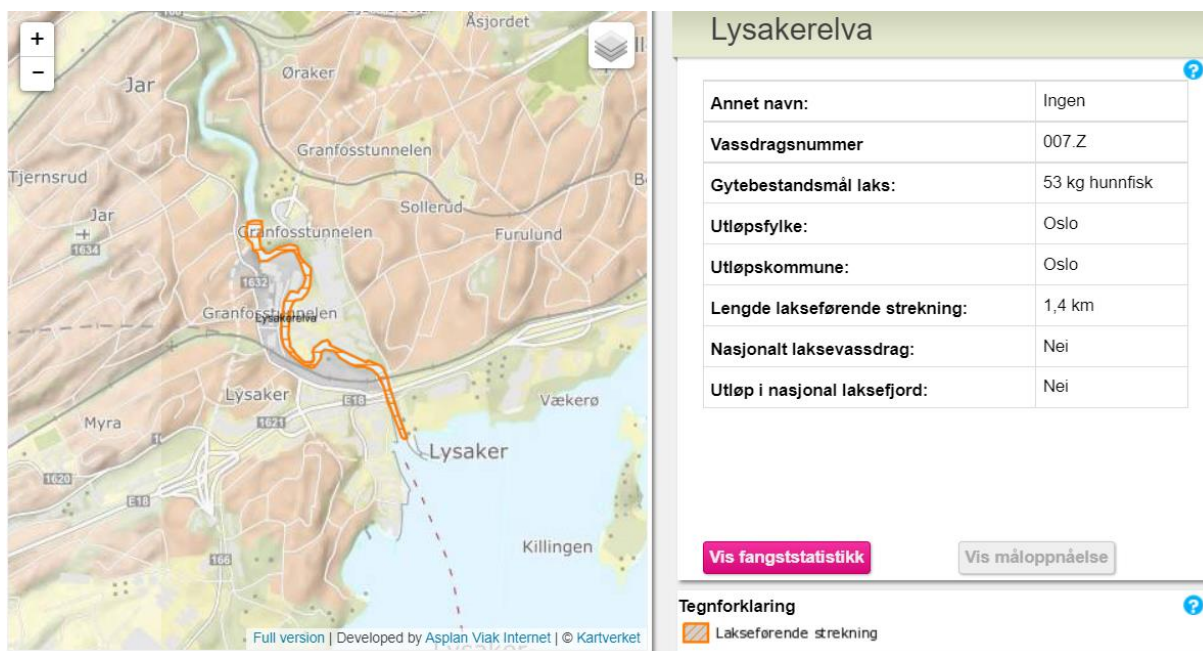 +
−
Åsjordet
Øraker
Jar
Granfosstunnelen
Tjernsrud
Sollerud
Jar
Granfosstunnelen
Furulund
1634
1632
Granfosstunnelen
Lysakerelva
Lysaker
E18
Vækerø
1621
Myra
Lysaker
1620
E18
Killingen
166
Full version | Developed by Asplan Viak Internet | © Kartverket
Lysakerelva
?
Annet navn: Ingen
Vassdragsnummer 007.Z
Gytebestandsmål laks: 53 kg hunnfisk
Utløpsfylke: Oslo
Utløpskommune: Oslo
Lengde lakseførende strekning: 1,4 km
Nasjonalt laksevassdrag: Nei
Utløp i nasjonal laksefjord: Nei
Vis fangststatistikk Vis måloppnåelse
Tegnforklaring ?
Lakseførende strekning